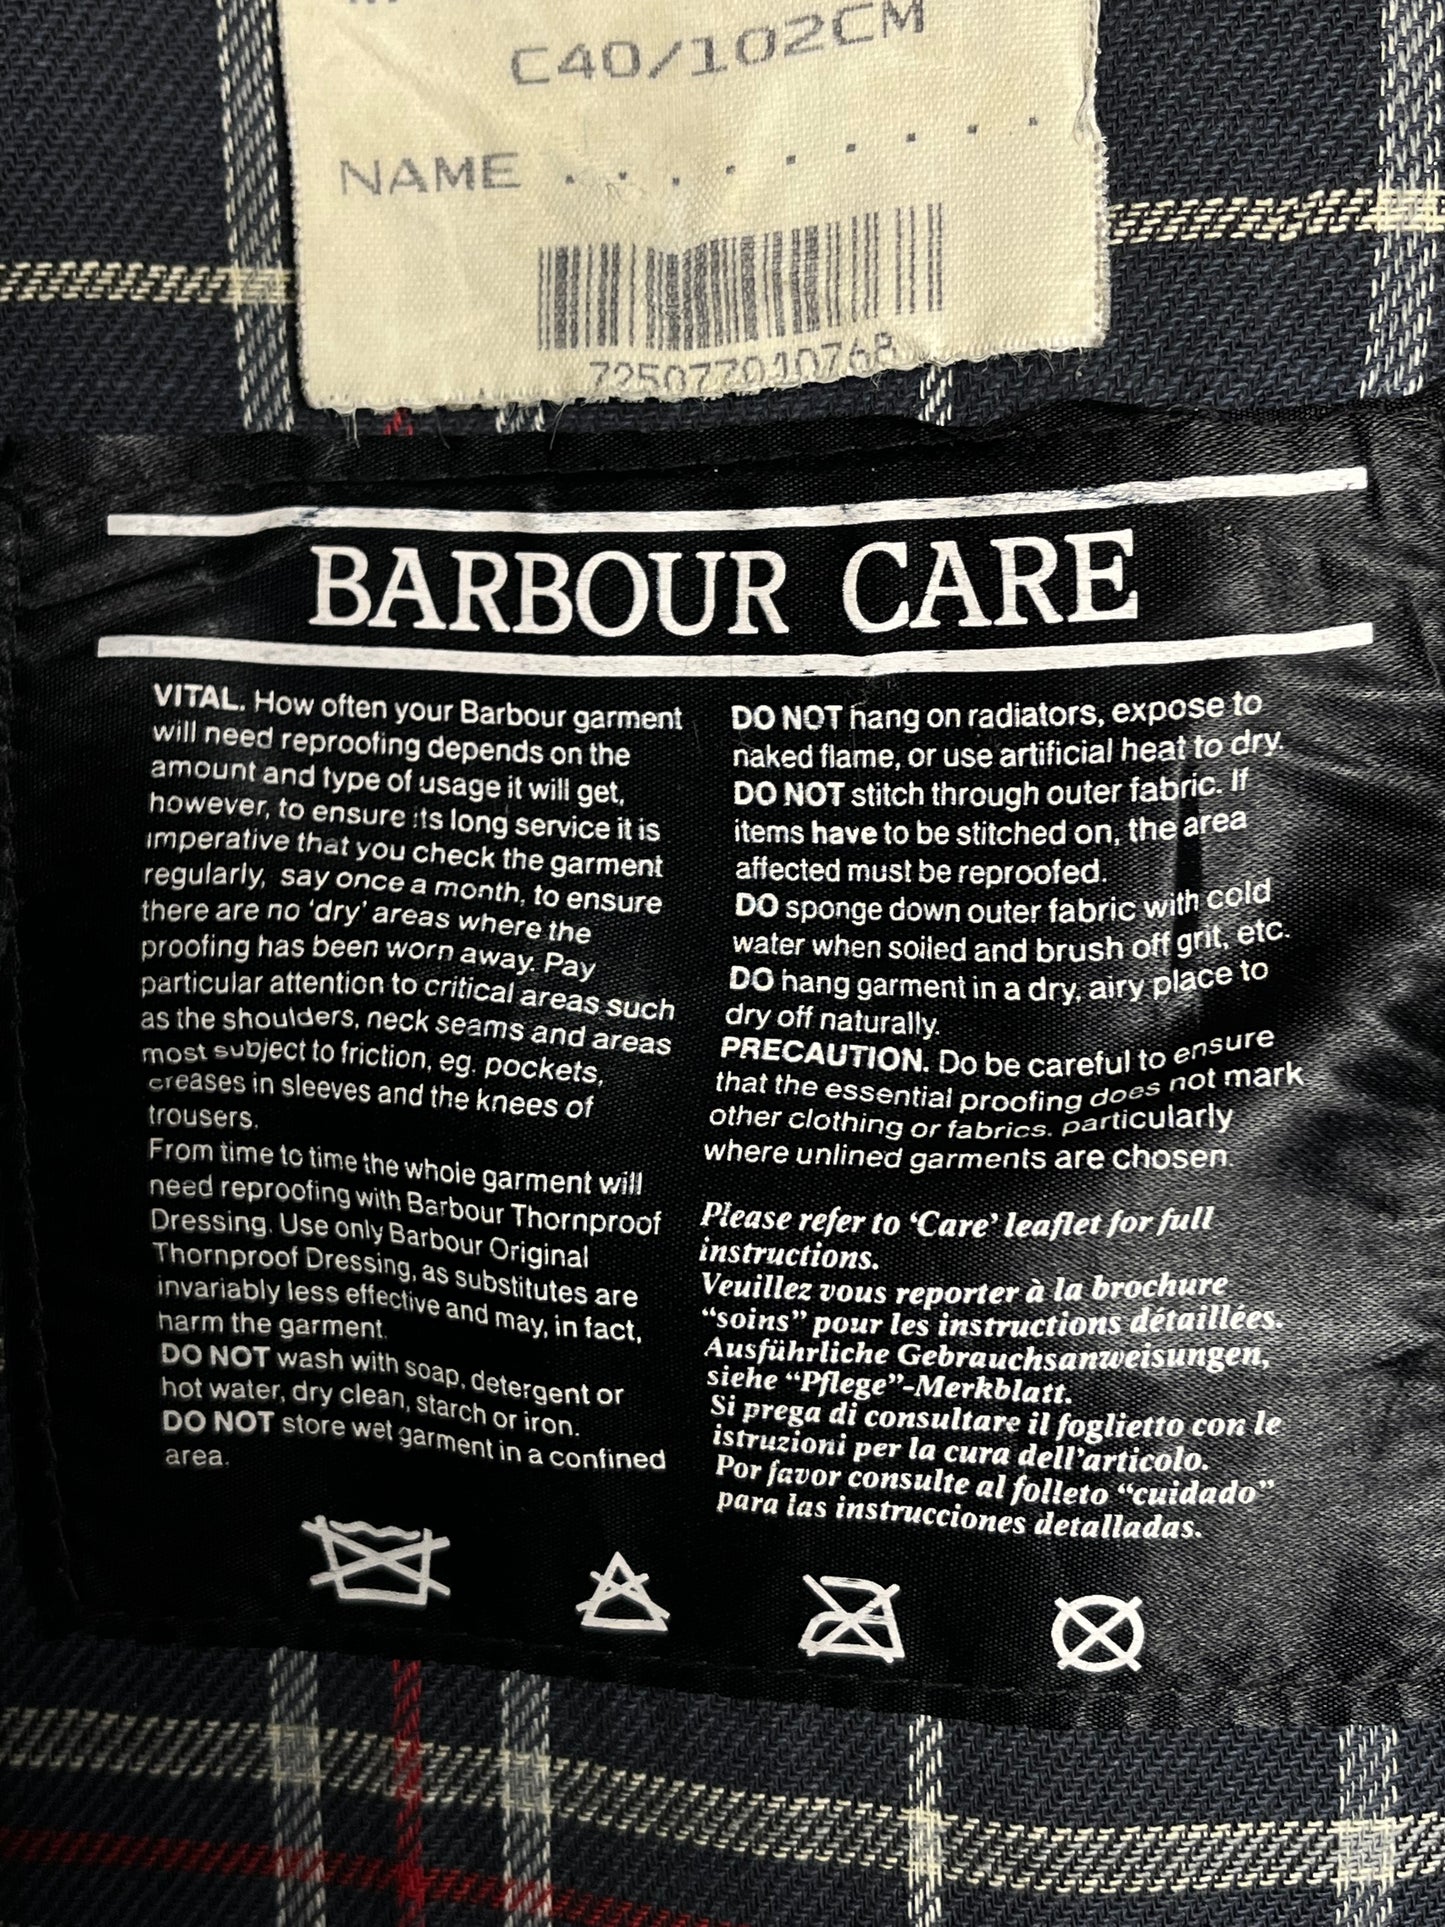 C40/102CM
NAME . . . . . . . . .
725077010768
BARBOUR CARE
VITAL. How often your Barbour garment
will need reproofing depends on the
amount and type of usage it will get,
however, to ensure its long service it is
imperative that you check the garment
regularly, say once a month, to ensure
there are no ‘dry’ areas where the
proofing has been worn away. Pay
particular attention to critical areas such
as the shoulders, neck seams and areas
most subject to friction, eg. pockets,
creases in sleeves and the knees of
trousers.
From time to time the whole garment will
need reproofing with Barbour Thornproof
Dressing. Use only Barbour Original
Thornproof Dressing, as substitutes are
invariably less effective and may, in fact,
harm the garment.
DO NOT wash with soap, detergent or
hot water, dry clean, starch or iron.
DO NOT store wet garment in a confined
area.
DO NOT hang on radiators, expose to
naked flame, or use artificial heat to dry.
DO NOT stitch through outer fabric. If
items have to be stitched on, the area
affected must be reproofed.
DO sponge down outer fabric with cold
water when soiled and brush off grit, etc.
DO hang garment in a dry, airy place to
dry off naturally.
PRECAUTION. Do be careful to ensure
that the essential proofing does not mark
other clothing or fabrics. particularly
where unlined garments are chosen.
Please refer to ‘Care’ leaflet for full
instructions.
Veuillez vous reporter à la brochure
“soins” pour les instructions détaillées.
Ausführliche Gebrauchsanweisungen,
siehe “Pflege”-Merkblatt.
Si prega di consultare il foglietto con le
istruzioni per la cura dell’articolo.
Por favor consulte al folleto “cuidado”
para las instrucciones detalladas.